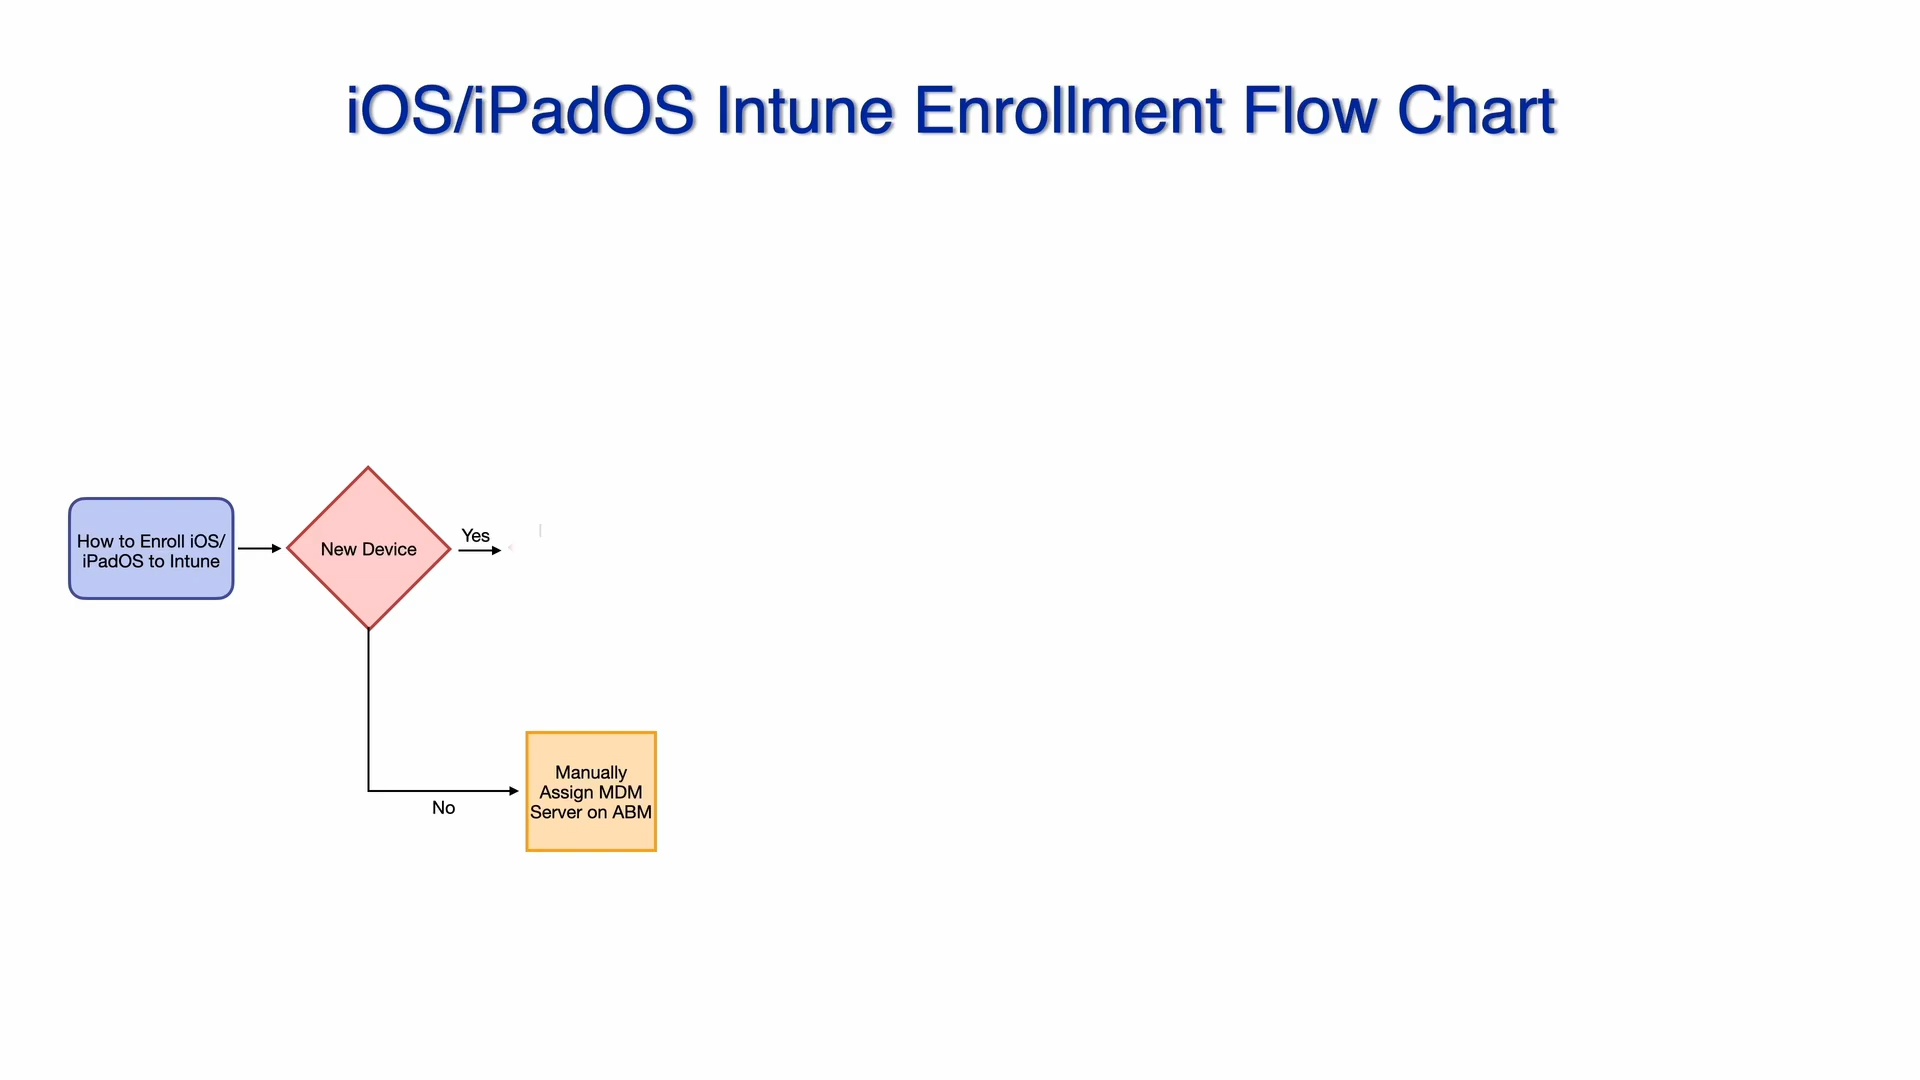 iOS/iPadOS Intune Enrollment Flow Chart
How to Enroll iOS/
iPadOS to Intune
New Device
Yes
No
Manually
Assign MDM
Server on ABM